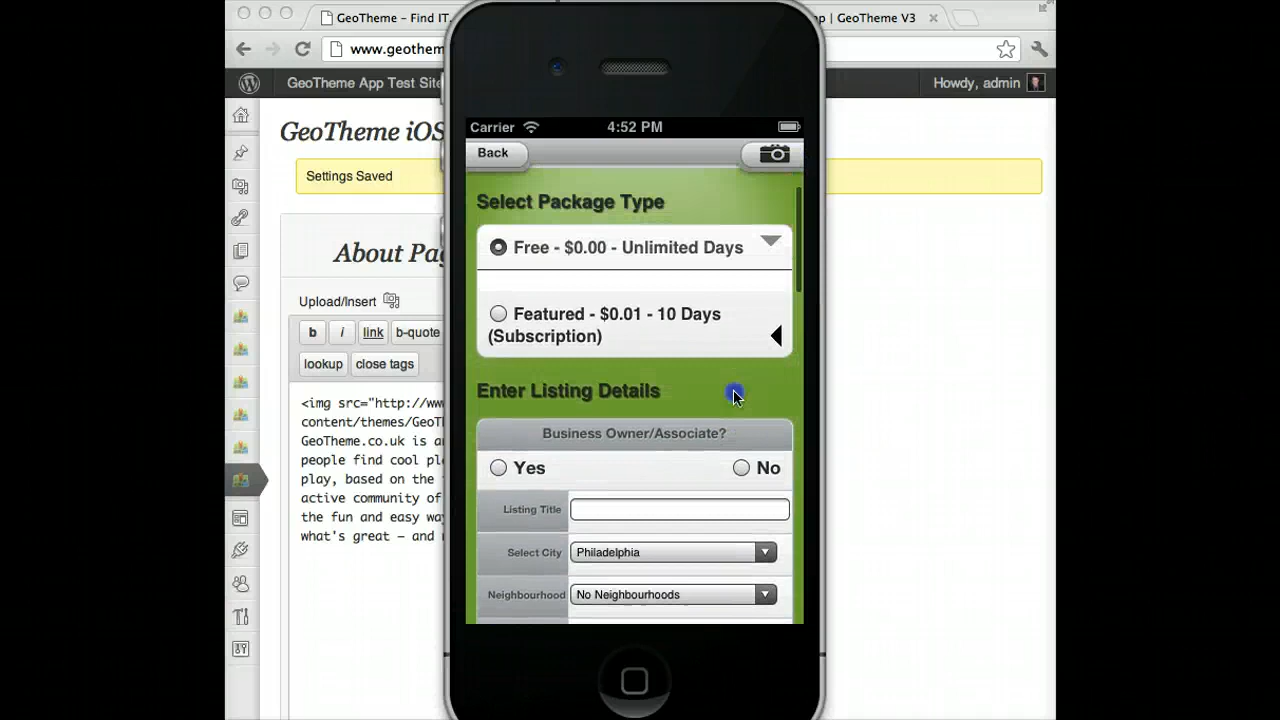 GeoTheme – Find IT.
p | GeoTheme V3
www.geothem
GeoTheme App Test Site
Howdy, admin
GeoTheme iOS
Settings Saved
About Pag
Upload/Insert
b
i
link
b-quote
lookup
close tags
<img src="http://ww
content/themes/GeoT
GeoTheme.co.uk is a
people find cool pl
play, based on the
active community of
the fun and easy wa
what's great – and
Carrier
4:52 PM
Back
Select Package Type
Free - $0.00 - Unlimited Days
Featured - $0.01 - 10 Days
(Subscription)
Enter Listing Details
Business Owner/Associate?
Yes
No
Listing Title
Select City
Philadelphia
Neighbourhood
No Neighbourhoods